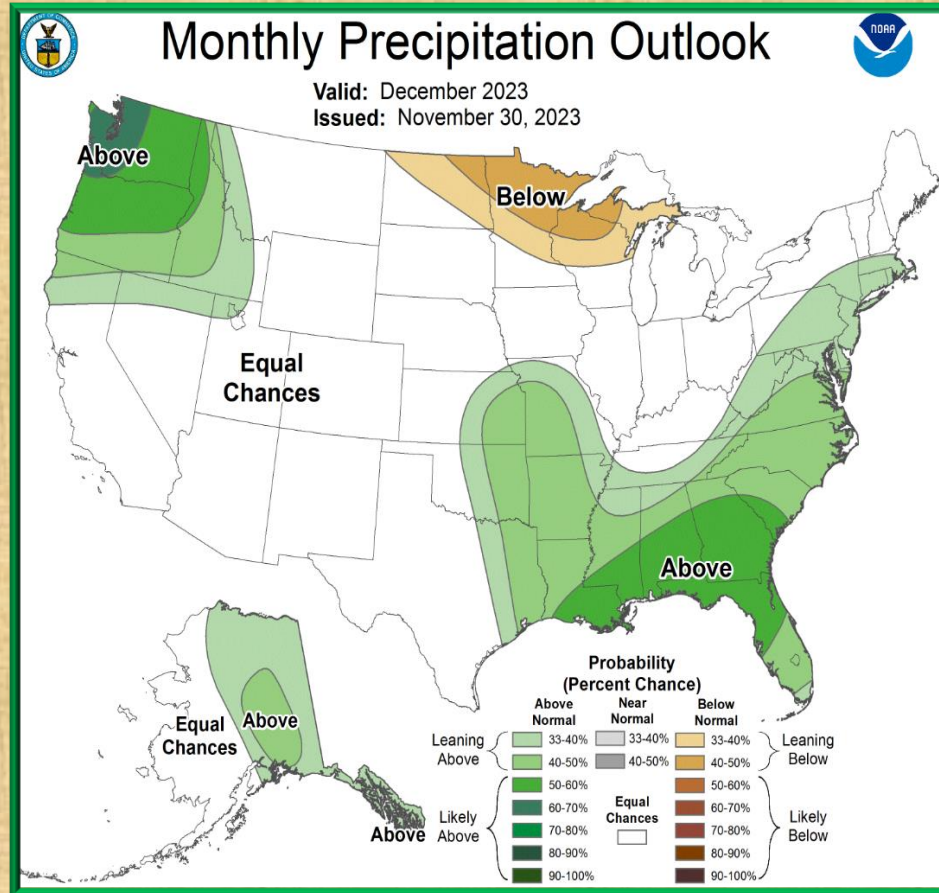 Monthly Precipitation Outlook
NOAA
Valid: December 2023
Issued: November 30, 2023
Above
Below
Equal
Chances
Above
Equal
Chances
Above
Above
Probability
(Percent Chance)
Above
Normal
Near
Normal
Below
Normal
Leaning
Above
33-40%
33-40%
33-40%
40-50%
40-50%
40-50%
Leaning
Below
Likely
Above
50-60%
60-70%
70-80%
80-90%
90-100%
Equal
Chances
50-60%
60-70%
70-80%
80-90%
90-100%
Likely
Below